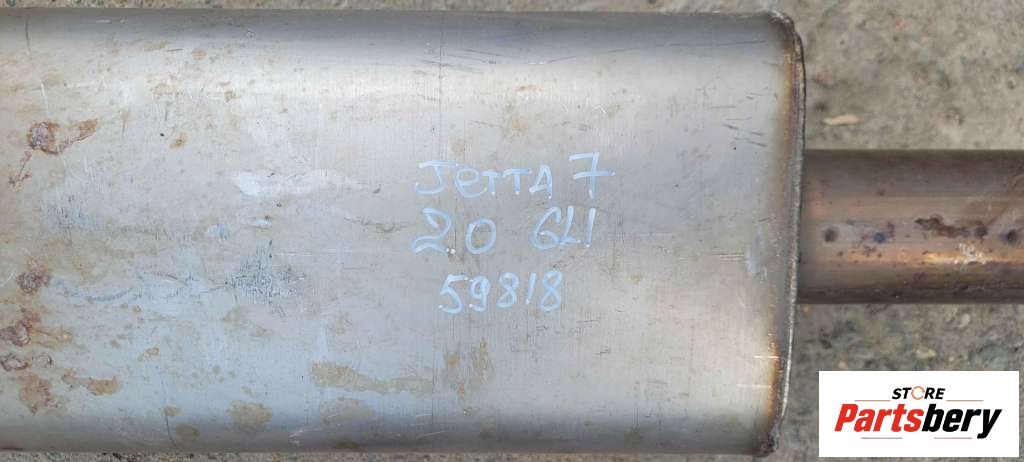 JETTA 7
2.0 GLI
59818
STORE
Partsbery